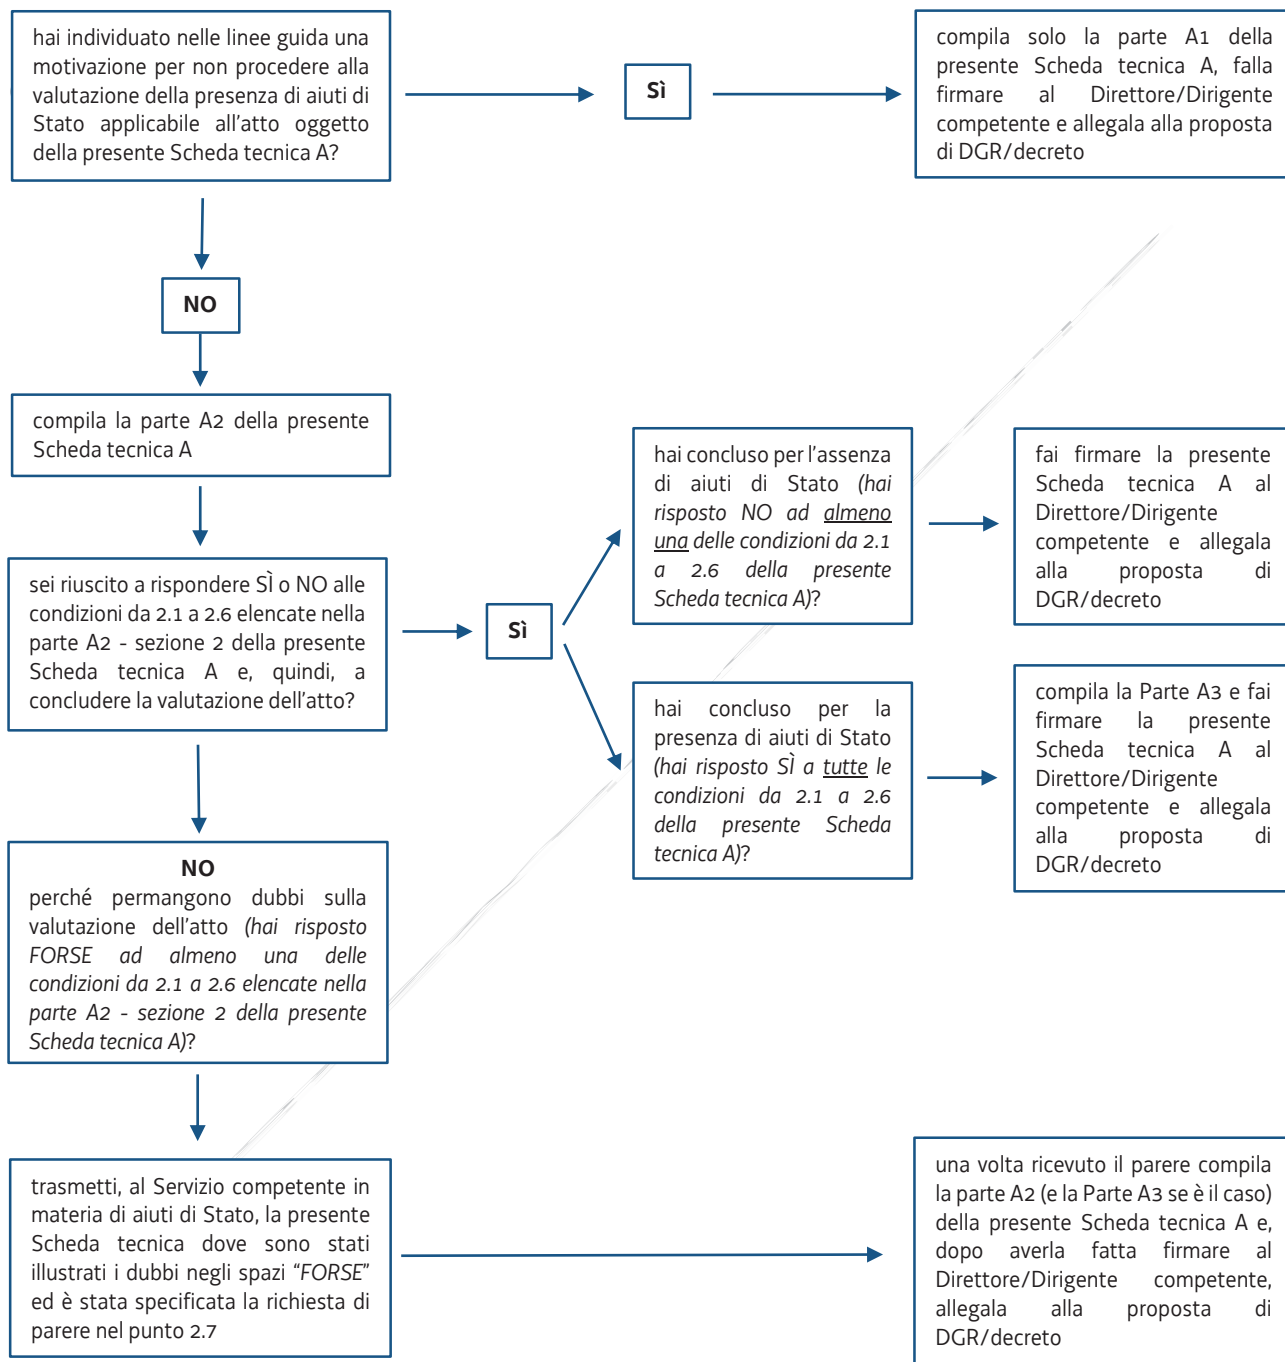 hai individuato nelle linee guida una
motivazione per non procedere alla
valutazione della presenza di aiuti di
Stato applicabile all'atto oggetto
della presente Scheda tecnica A?
Sì
compila solo la parte A1 della
presente Scheda tecnica A, falla
firmare al Direttore/Dirigente
competente e allegala alla proposta
di DGR/decreto
NO
compila la parte A2 della presente
Scheda tecnica A
sei riuscito a rispondere SÌ o NO alle
condizioni da 2.1 a 2.6 elencate nella
parte A2 - sezione 2 della presente
Scheda tecnica A e, quindi, a
concludere la valutazione dell'atto?
Sì
hai concluso per l'assenza
di aiuti di Stato (hai
risposto NO ad almeno
una delle condizioni da 2.1
a 2.6 della presente
Scheda tecnica A)?
fai firmare la presente
Scheda tecnica A al
Direttore/Dirigente
competente e allegala
alla proposta di
DGR/decreto
hai concluso per la
presenza di aiuti di Stato
(hai risposto SÌ a tutte le
condizioni da 2.1 a 2.6
della presente Scheda
tecnica A)?
compila la Parte A3 e fai
firmare la presente
Scheda tecnica A al
Direttore/Dirigente
competente e allegala
alla proposta di
DGR/decreto
NO
perché permangono dubbi sulla
valutazione dell'atto (hai risposto
FORSE ad almeno una delle
condizioni da 2.1 a 2.6 elencate nella
parte A2 - sezione 2 della presente
Scheda tecnica A)?
trasmetti, al Servizio competente in
materia di aiuti di Stato, la presente
Scheda tecnica dove sono stati
illustrati i dubbi negli spazi "FORSE"
ed è stata specificata la richiesta di
parere nel punto 2.7
una volta ricevuto il parere compila
la parte A2 (e la Parte A3 se è il caso)
della presente Scheda tecnica A e,
dopo averla fatta firmare al
Direttore/Dirigente competente,
allegala alla proposta di
DGR/decreto